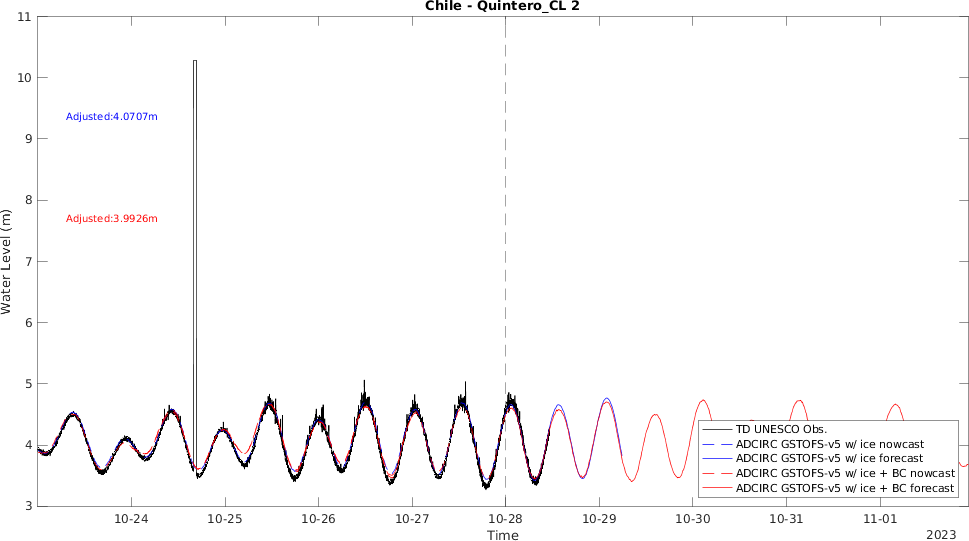 Chile - Quintero_CL 2
11
10
9
8
7
6
5
4
3
Water Level (m)
Adjusted:4.0707m
Adjusted:3.9926m
TD UNESCO Obs.
ADCIRC GSTOFS-v5 w/ ice nowcast
ADCIRC GSTOFS-v5 w/ ice forecast
ADCIRC GSTOFS-v5 w/ ice + BC nowcast
ADCIRC GSTOFS-v5 w/ ice + BC forecast
10-24 10-25 10-26 10-27 10-28 10-29 10-30 10-31 11-01
Time
2023